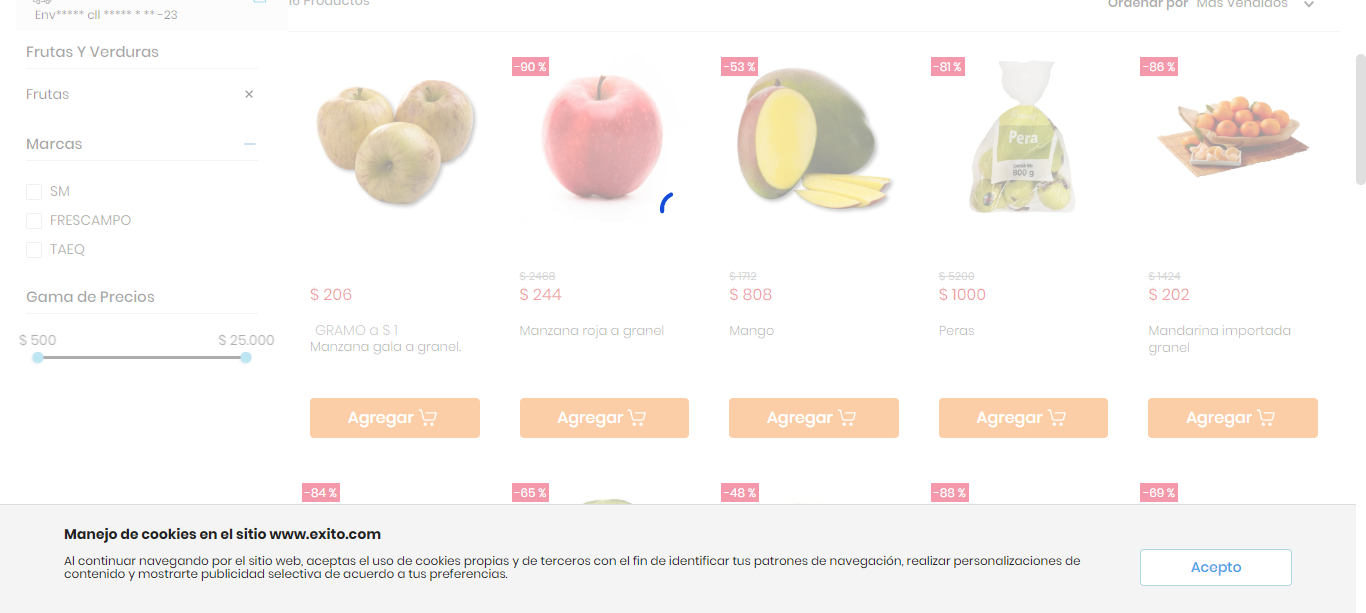 Env***** cll ***** * ** -23
16 Productos
Ordenar por Más Vendidos
Frutas Y Verduras
Frutas
Marcas
SM
FRESCAMPO
TAEQ
Gama de Precios
$ 500 $ 25.000
-90 % -53 % -81 % -86 %
Pera
800 g
$ 2488 $ 1712 $ 5200 $ 1424
$ 206 $ 244 $ 808 $ 1000 $ 202
GRAMO a $ 1
Manzana gala a granel.
Manzana roja a granel
Mango
Peras
Mandarina importada
granel
Agregar Agregar Agregar Agregar Agregar
-84 % -65 % -48 % -88 % -69 %
Manejo de cookies en el sitio www.exito.com
Al continuar navegando por el sitio web, aceptas el uso de cookies propias y de terceros con el fin de identificar tus patrones de navegación, realizar personalizaciones de
contenido y mostrarte publicidad selectiva de acuerdo a tus preferencias.
Acepto